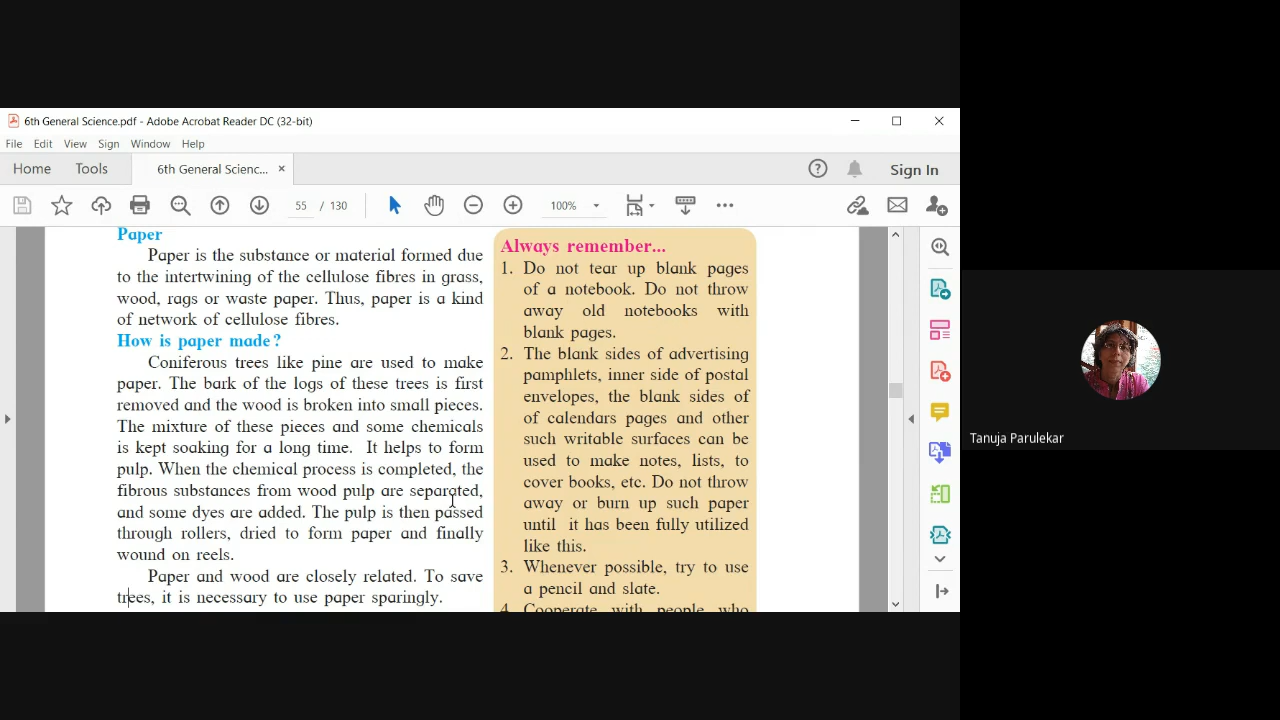 6th General Science.pdf - Adobe Acrobat Reader DC (32-bit)
File Edit View Sign Window Help
Home Tools 6th General Scienc... × Sign In
55 / 130 100%
Paper
Paper is the substance or material formed due
to the intertwining of the cellulose fibres in grass,
wood, rags or waste paper. Thus, paper is a kind
of network of cellulose fibres.
How is paper made?
Coniferous trees like pine are used to make
paper. The bark of the logs of these trees is first
removed and the wood is broken into small pieces.
The mixture of these pieces and some chemicals
is kept soaking for a long time. It helps to form
pulp. When the chemical process is completed, the
fibrous substances from wood pulp are separated,
and some dyes are added. The pulp is then passed
through rollers, dried to form paper and finally
wound on reels.
Paper and wood are closely related. To save
trees, it is necessary to use paper sparingly.
Always remember...
1. Do not tear up blank pages
of a notebook. Do not throw
away old notebooks with
blank pages.
2. The blank sides of advertising
pamphlets, inner side of postal
envelopes, the blank sides of
of calendars pages and other
such writable surfaces can be
used to make notes, lists, to
cover books, etc. Do not throw
away or burn up such paper
until it has been fully utilized
like this.
3. Whenever possible, try to use
a pencil and slate.
4. Cooperate with people who
Tanuja Parulekar